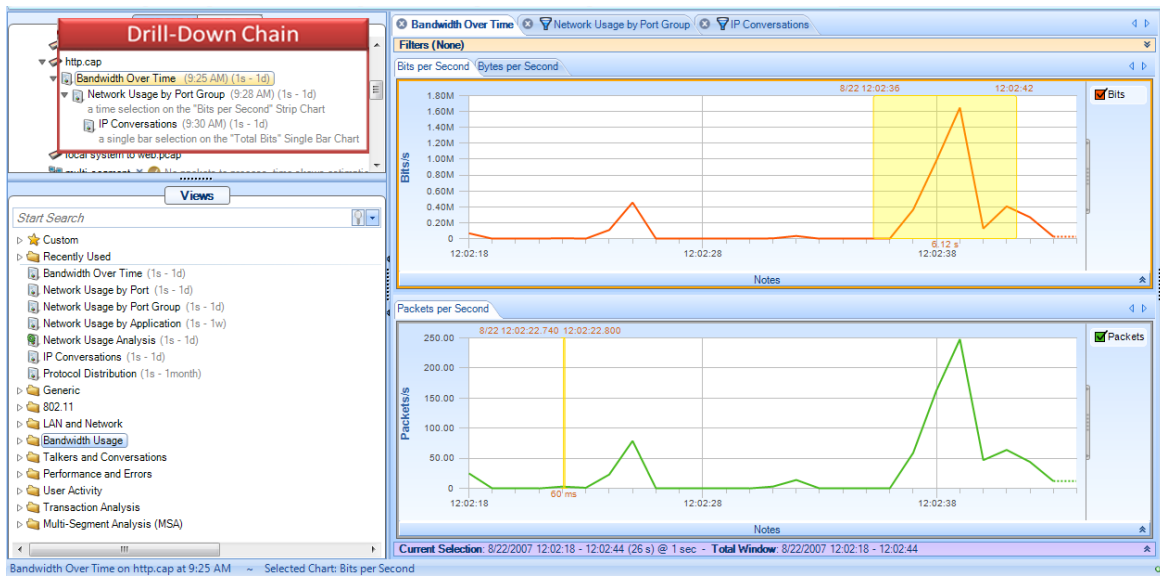 Drill-Down Chain
http.cap
Bandwidth Over Time (9:25 AM) (1s - 1d)
Network Usage by Port Group (9:28 AM) (1s - 1d)
a time selection on the "Bits per Second" Strip Chart
IP Conversations (9:30 AM) (1s - 1d)
a single bar selection on the "Total Bits" Single Bar Chart
local system to web.pcap
Views
Start Search
Custom
Recently Used
Bandwidth Over Time (1s - 1d)
Network Usage by Port (1s - 1d)
Network Usage by Port Group (1s - 1d)
Network Usage by Application (1s - 1w)
Network Usage Analysis (1s - 1d)
IP Conversations (1s - 1d)
Protocol Distribution (1s - 1month)
Generic
802.11
LAN and Network
Bandwidth Usage
Talkers and Conversations
Performance and Errors
User Activity
Transaction Analysis
Multi-Segment Analysis (MSA)
Bandwidth Over Time Network Usage by Port Group IP Conversations
Filters (None)
Bits per Second Bytes per Second
8/22 12:02:36 12:02:42
1.80M
1.60M
1.40M
1.20M
1.00M
0.80M
0.60M
0.40M
0.20M
0
Bits/s
6.12 s
12:02:18 12:02:28 12:02:38
Bits
Notes
Packets per Second
8/22 12:02:22.740 12:02:22.800
250.00
200.00
150.00
100.00
50.00
0
Packets/s
60 ms
12:02:18 12:02:28 12:02:38
Packets
Notes
Current Selection: 8/22/2007 12:02:18 - 12:02:44 (26 s) @ 1 sec - Total Window: 8/22/2007 12:02:18 - 12:02:44
Bandwidth Over Time on http.cap at 9:25 AM ~ Selected Chart: Bits per Second